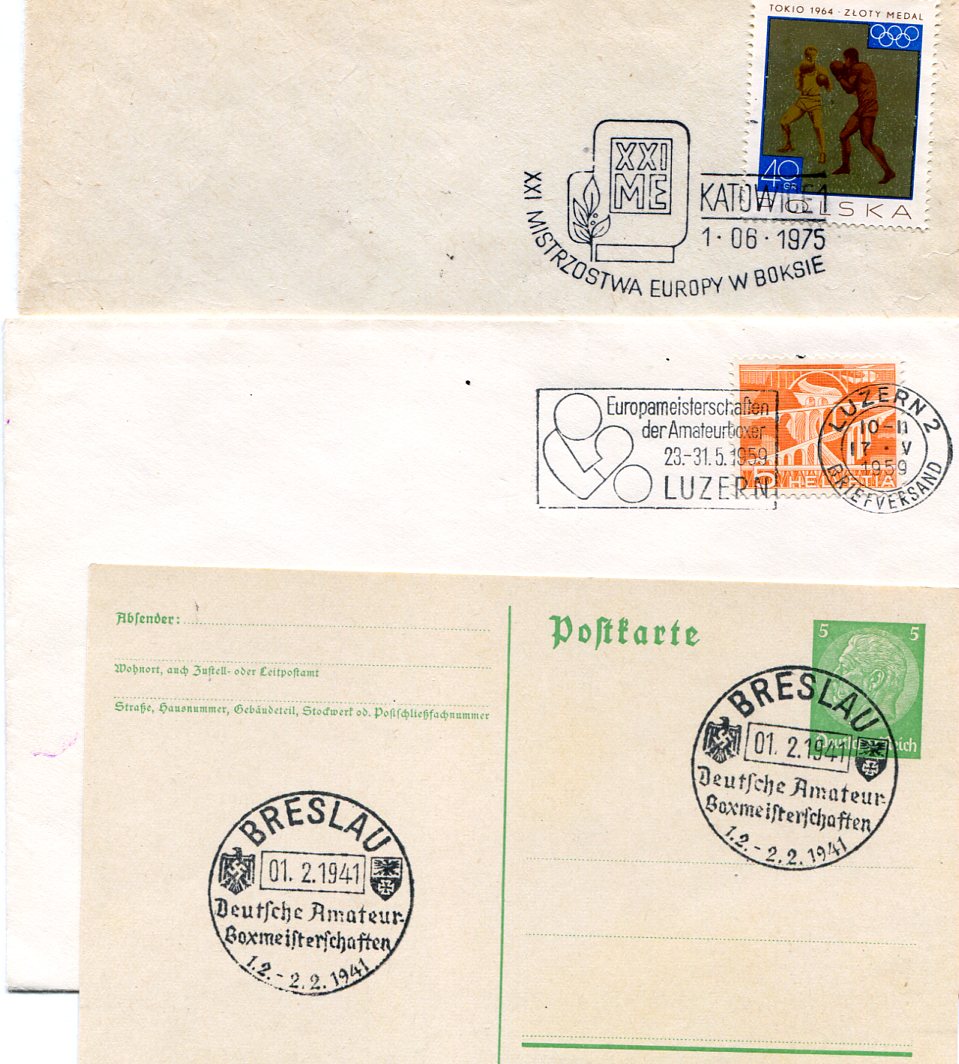 TOKIO 1964 · ZŁOTY MEDAL
40 GR
POLSKA
XXI
ME
KATOWICE 1
1·06·1975
XXI MISTRZOSTWA EUROPY W BOKSIE
Europameisterschaften
der Amateurboxer
23.-31.5.1959
LUZERN
5 HELVETIA
LUZERN 2
10-11
17·V
1959
BRIEFVERSAND
Absender:
Wohnort, auch Zustell- oder Leitpostamt
Straße, Hausnummer, Gebäudeteil, Stockwerk od. Postschließfachnummer
Postkarte
5 5
Deutsches Reich
BRESLAU
01. 2.1941
Deutsche Amateur-
Boxmeisterschaften
1.2.-2.2.1941
BRESLAU
01. 2.1941
Deutsche Amateur-
Boxmeisterschaften
1.2.-2.2.1941